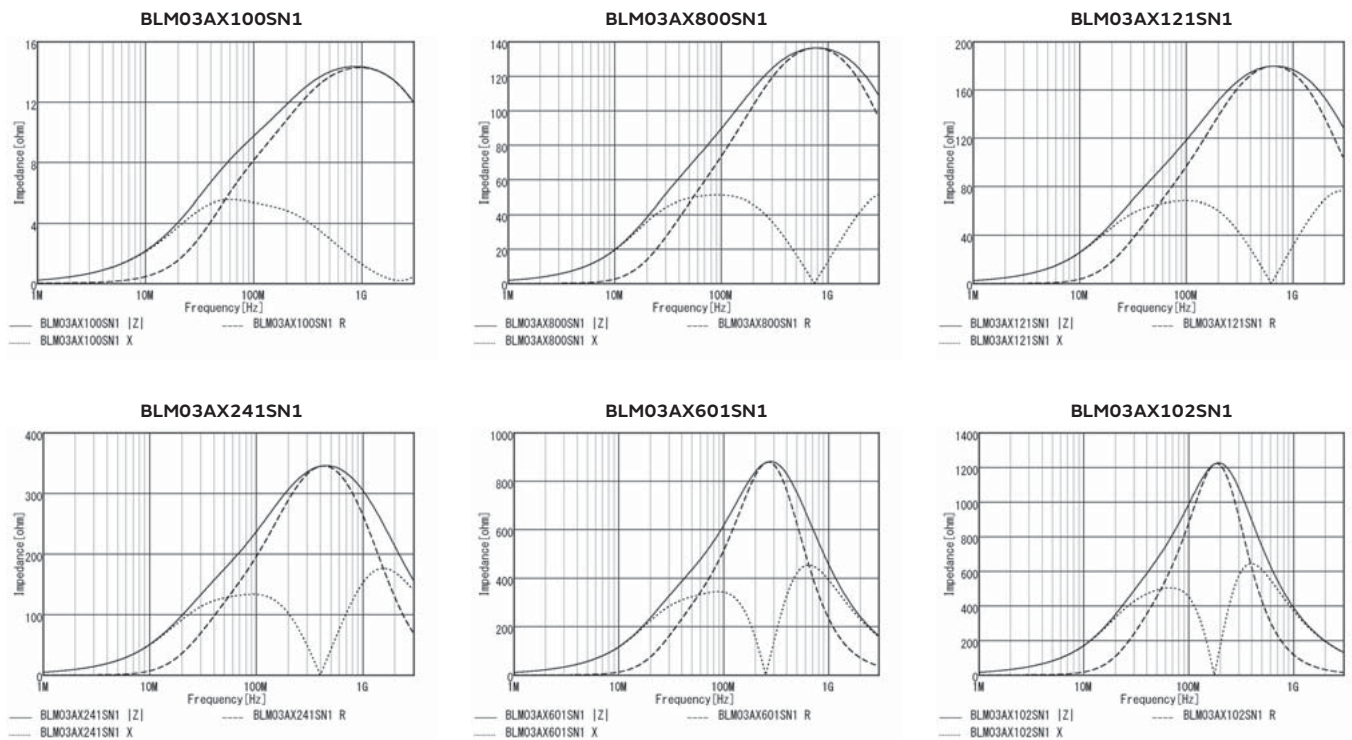 BLM03AX100SN1
16
12
8
4
0
Impedance[ohm]
1M 10M 100M 1G
Frequency[Hz]
BLM03AX100SN1 |Z| BLM03AX100SN1 R
BLM03AX100SN1 X
BLM03AX800SN1
140
120
100
80
60
40
20
0
Impedance[ohm]
1M 10M 100M 1G
Frequency[Hz]
BLM03AX800SN1 |Z| BLM03AX800SN1 R
BLM03AX800SN1 X
BLM03AX121SN1
200
160
120
80
40
0
Impedance[ohm]
1M 10M 100M 1G
Frequency[Hz]
BLM03AX121SN1 |Z| BLM03AX121SN1 R
BLM03AX121SN1 X
BLM03AX241SN1
400
300
200
100
0
Impedance[ohm]
1M 10M 100M 1G
Frequency[Hz]
BLM03AX241SN1 |Z| BLM03AX241SN1 R
BLM03AX241SN1 X
BLM03AX601SN1
1000
800
600
400
200
0
Impedance[ohm]
1M 10M 100M 1G
Frequency[Hz]
BLM03AX601SN1 |Z| BLM03AX601SN1 R
BLM03AX601SN1 X
BLM03AX102SN1
1400
1200
1000
800
600
400
200
0
Impedance[ohm]
1M 10M 100M 1G
Frequency[Hz]
BLM03AX102SN1 |Z| BLM03AX102SN1 R
BLM03AX102SN1 X